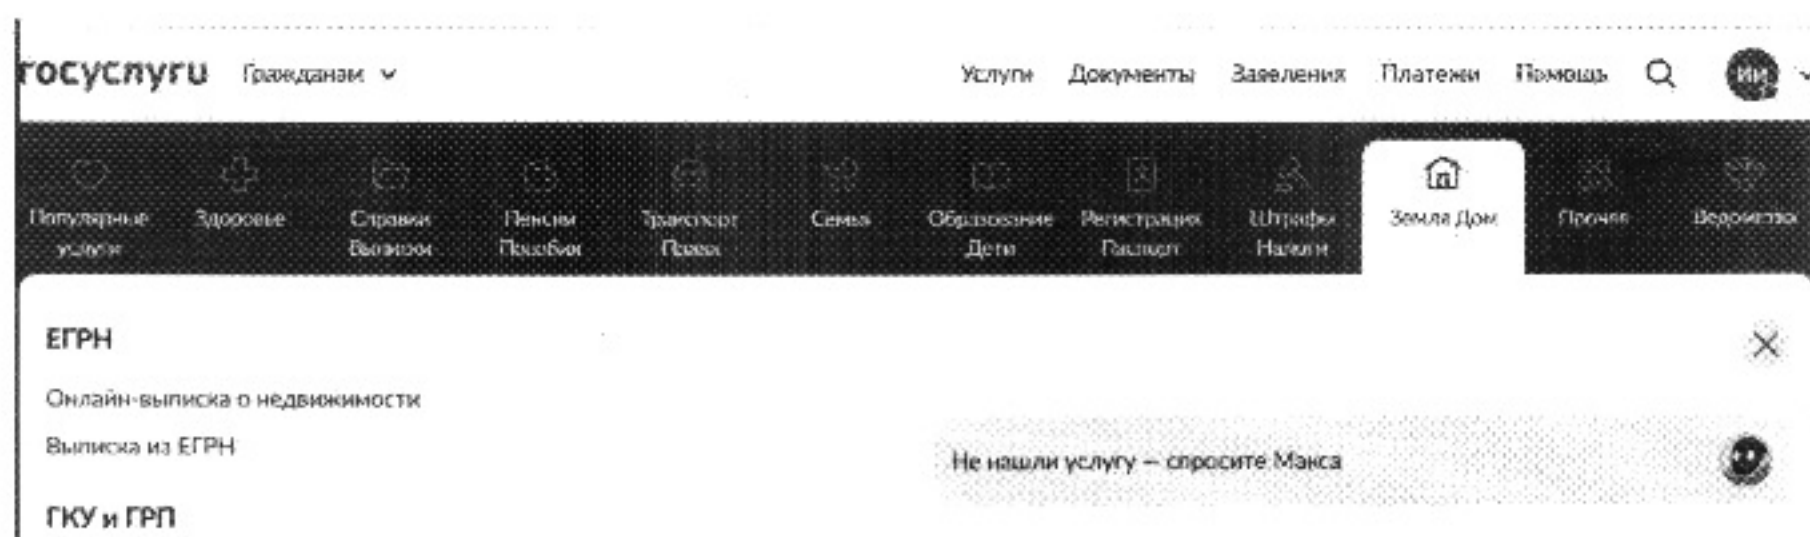 госуслуги Гражданам Услуги Документы Заявления Платежи Помощь ИИ
Популярные Здоровье Справки Пенсии Транспорт Семья Образование Регистрация Штрафы Земля Дом Прочее Ведомства
услуги Выписки Пособия Права Дети Паспорт Налоги
ЕГРН
Онлайн-выписка о недвижимости
Выписка из ЕГРН
Не нашли услугу — спросите Макса
ГКУ и ГРП